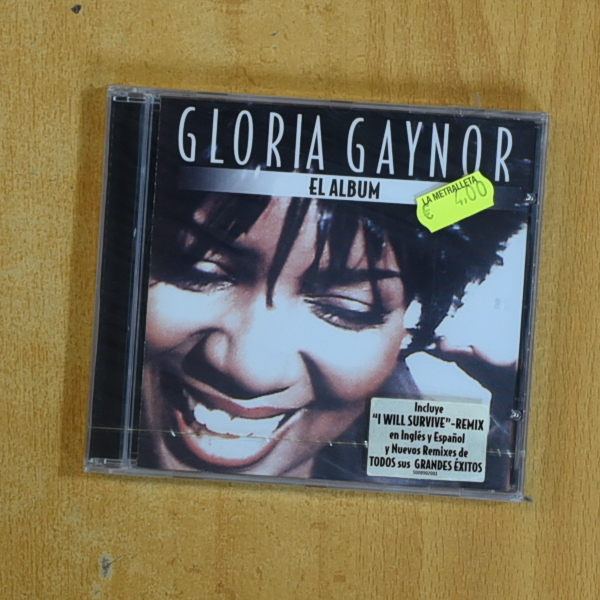 GLORIA GAYNOR
EL ALBUM
LA METRALLETA
€ 4,00
Incluye
"I WILL SURVIVE"-REMIX
en Inglés y Español
y Nuevos Remixes de
TODOS sus GRANDES ÉXITOS